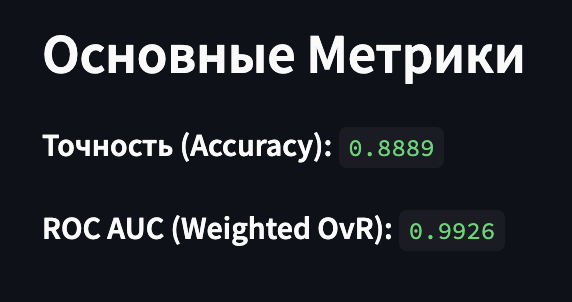 Основные Метрики
Точность (Accuracy): 0.8889
ROC AUC (Weighted OvR): 0.9926